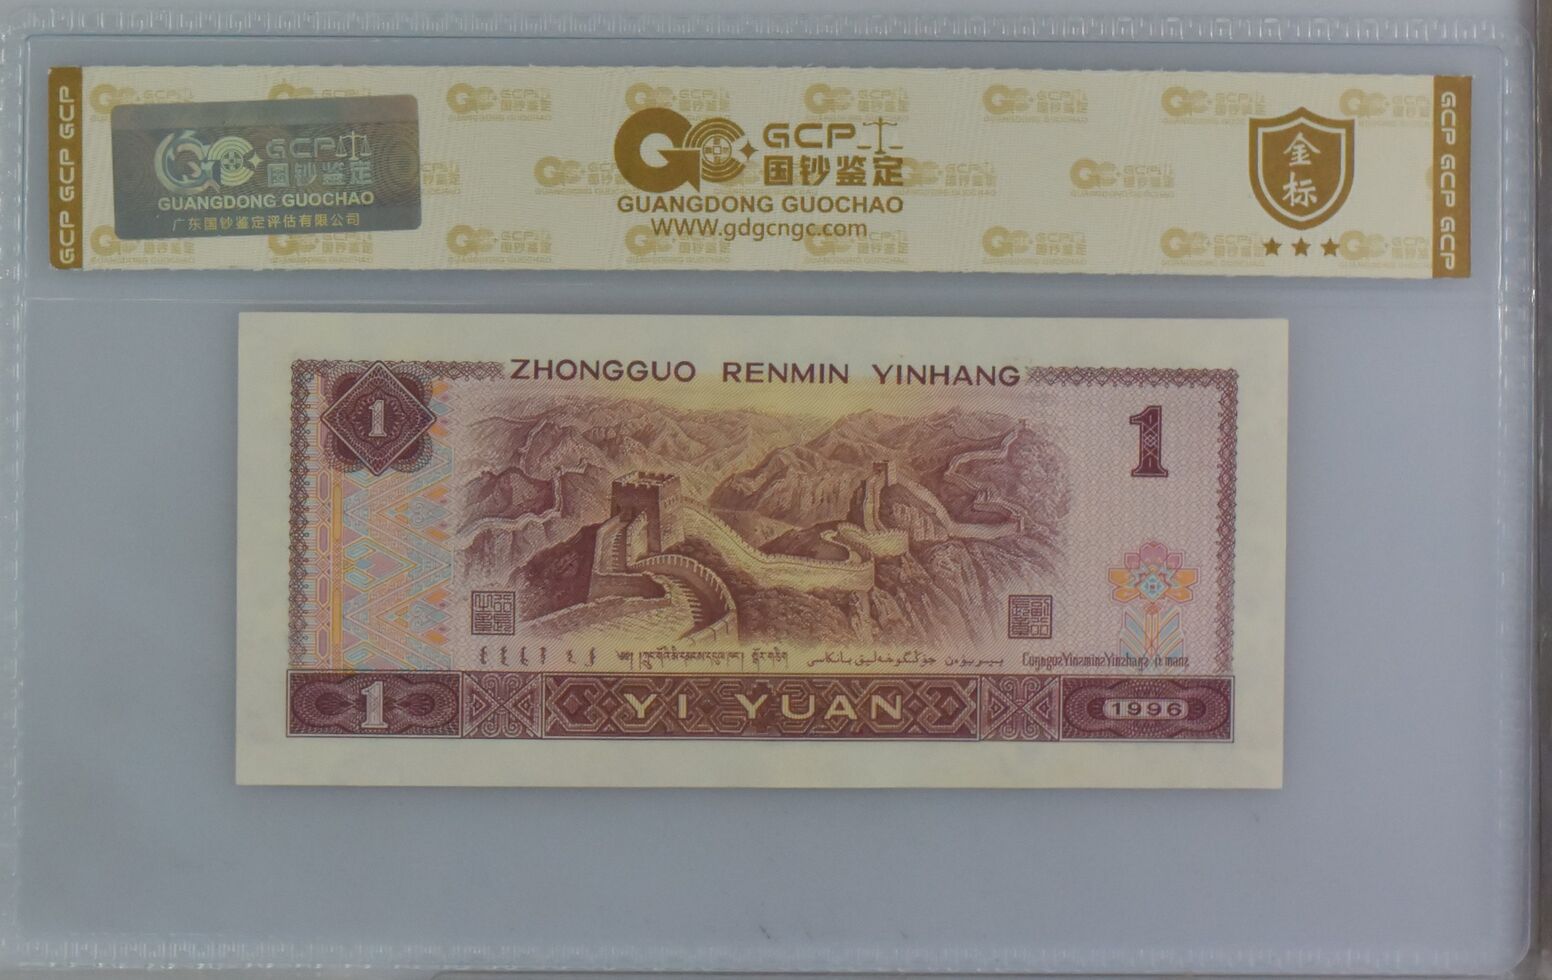 GCP GCP GCP
GCP
国钞鉴定
GUANGDONG GUOCHAO
广东国钞鉴定评估有限公司
GCP
国钞鉴定
GUANGDONG GUOCHAO
WWW.gdgcngc.com
金标
GCP GCP GCP
ZHONGGUO RENMIN YINHANG
1
1
1
YI YUAN
1996